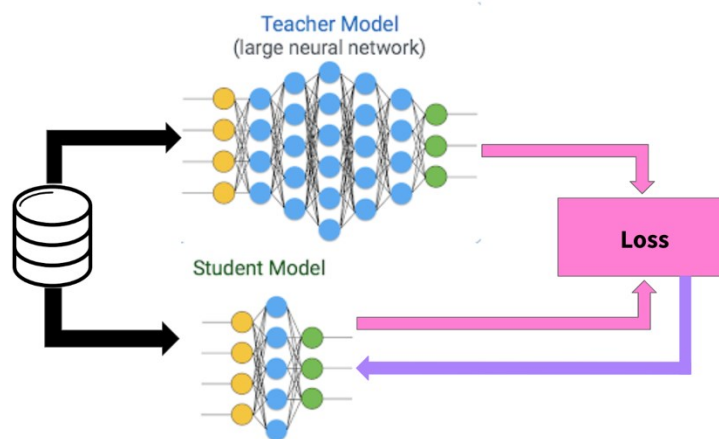 Teacher Model
(large neural network)
Loss
Student Model